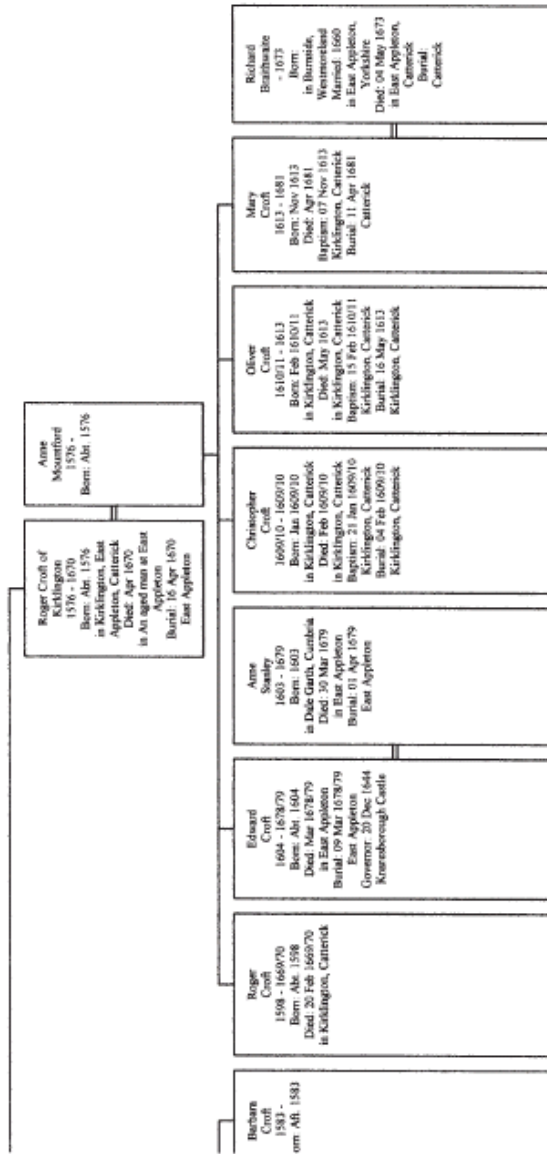 Roger Croft of
Kirklington
1576 - 1670
Born: Abt. 1576
in Kirklington, East
Appleton, Catterick
Died: Apr 1670
in An aged man at East
Appleton
Burial: 16 Apr 1670
East Appleton
Anne
Mountford
1576 -
Born: Abt. 1576
Barbara
Croft
1583 -
orn: Aft. 1583
Roger
Croft
1598 - 1669/70
Born: Abt. 1598
Died: 20 Feb 1669/70
in Kirklington, Catterick
Edward
Croft
1604 - 1678/79
Born: Abt. 1604
Died: Mar 1678/79
in East Appleton
Burial: 09 Mar 1678/79
East Appleton
Governor: 20 Dec 1644
Knaresborough Castle
Anne
Stanley
1603 - 1679
Born: 1603
in Dale Garth, Cumbria
Died: 30 Mar 1679
in East Appleton
Burial: 01 Apr 1679
East Appleton
Christopher
Croft
1609/10 - 1609/10
Born: Jan 1609/10
in Kirklington, Catterick
Died: Feb 1609/10
in Kirklington, Catterick
Baptism: 21 Jan 1609/10
Kirklington, Catterick
Burial: 04 Feb 1609/10
Kirklington, Catterick
Oliver
Croft
1610/11 - 1613
Born: Feb 1610/11
in Kirklington, Catterick
Died: May 1613
in Kirklington, Catterick
Baptism: 15 Feb 1610/11
Kirklington, Catterick
Burial: 16 May 1613
Kirklington, Catterick
Mary
Croft
1613 - 1681
Born: Nov 1613
Died: Apr 1681
Baptism: 07 Nov 1613
Kirklington, Catterick
Burial: 11 Apr 1681
Catterick
Richard
Braithwaite
- 1673
Born:
in Burnside,
Westmoreland
Married: 1660
in East Appleton,
Yorkshire
Died: 04 May 1673
in East Appleton,
Catterick
Burial:
Catterick